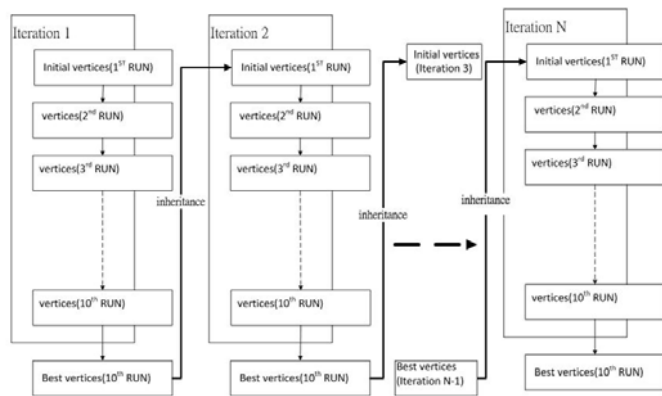 Iteration 1
Initial vertices(1ST RUN)
vertices(2nd RUN)
vertices(3rd RUN)
vertices(10th RUN)
Best vertices(10th RUN)
inheritance
Iteration 2
Initial vertices(1ST RUN)
vertices(2nd RUN)
vertices(3rd RUN)
vertices(10th RUN)
Best vertices(10th RUN)
inheritance
Initial vertices
(Iteration 3)
Best vertices
(Iteration N-1)
inheritance
Iteration N
Initial vertices(1ST RUN)
vertices(2nd RUN)
vertices(3rd RUN)
vertices(10th RUN)
Best vertices(10th RUN)